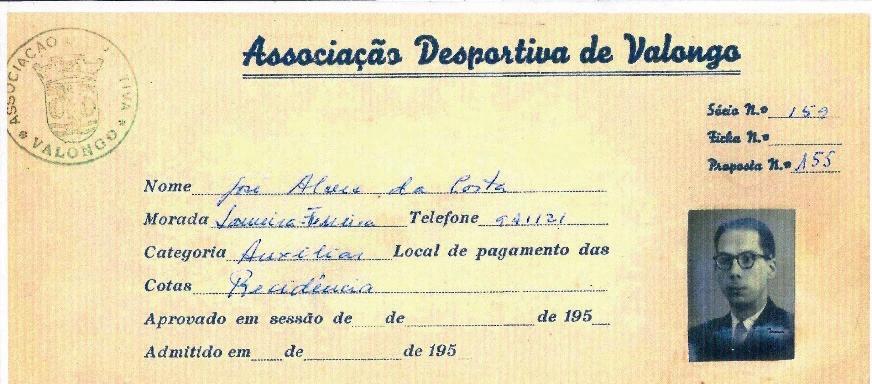 Associação Desportiva de Valongo
ASSOCIAÇÃO
VALONGO
Sócio N.º 159
Ficha N.º
Proposta N.º 155
Nome José Alves da Costa
Morada Telefone 941121
Categoria Auxiliar Local de pagamento das
Cotas Residência
Aprovado em sessão de de de 195
Admitido em de de 195